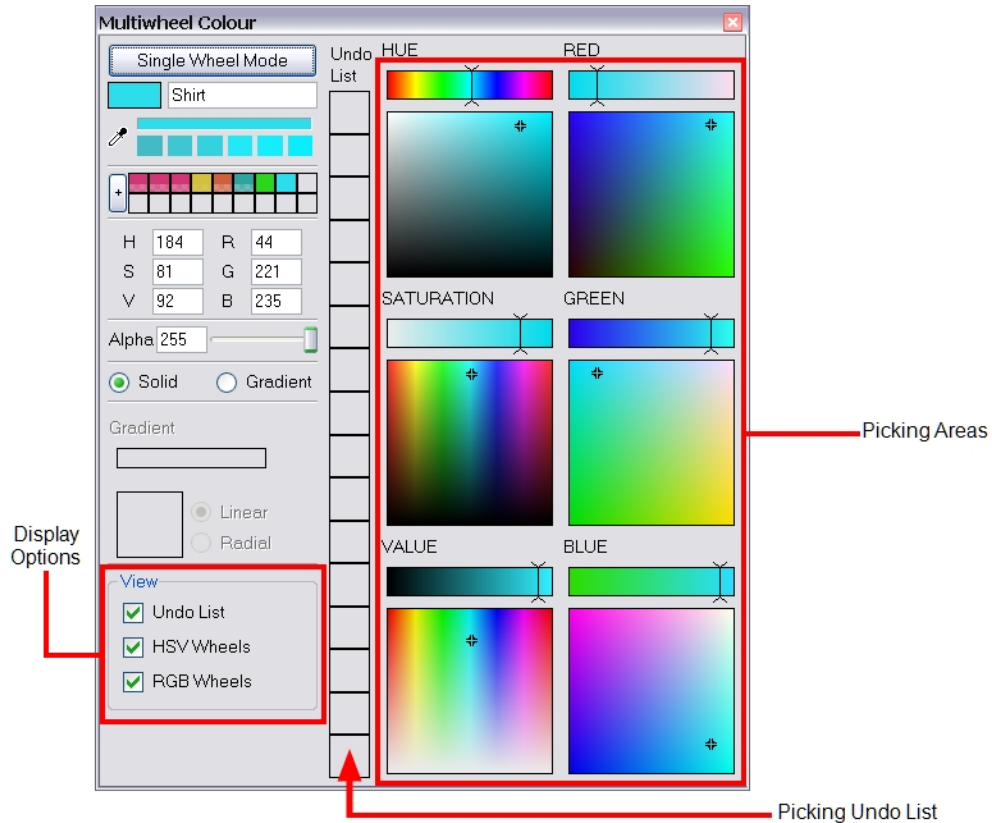 Multiwheel Colour
Single Wheel Mode
Shirt
+
H 184 R 44
S 81 G 221
V 92 B 235
Alpha 255
Solid Gradient
Gradient
Linear
Radial
View
Undo List
HSV Wheels
RGB Wheels
Undo
List
HUE RED
SATURATION GREEN
VALUE BLUE
Display
Options
Picking Areas
Picking Undo List